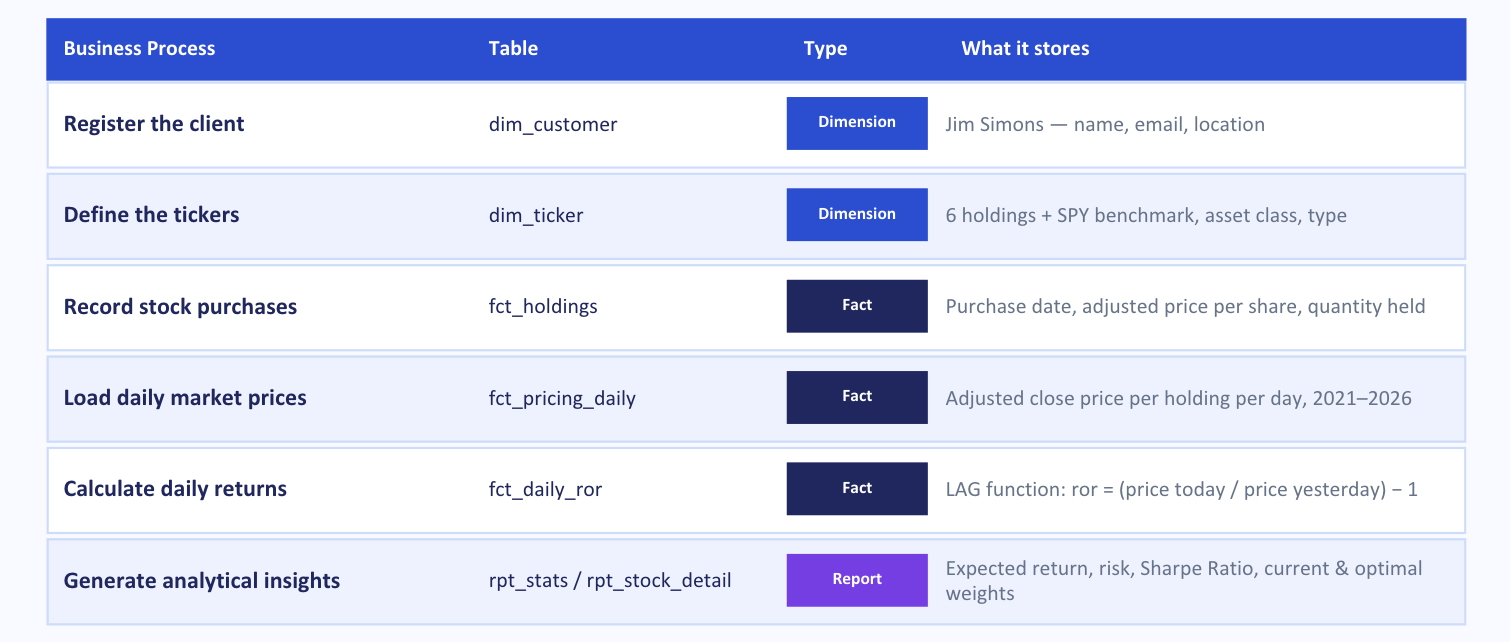 Business Process Table Type What it stores
Register the client dim_customer Dimension Jim Simons — name, email, location
Define the tickers dim_ticker Dimension 6 holdings + SPY benchmark, asset class, type
Record stock purchases fct_holdings Fact Purchase date, adjusted price per share, quantity held
Load daily market prices fct_pricing_daily Fact Adjusted close price per holding per day, 2021–2026
Calculate daily returns fct_daily_ror Fact LAG function: ror = (price today / price yesterday) − 1
Generate analytical insights rpt_stats / rpt_stock_detail Report Expected return, risk, Sharpe Ratio, current & optimal
weights